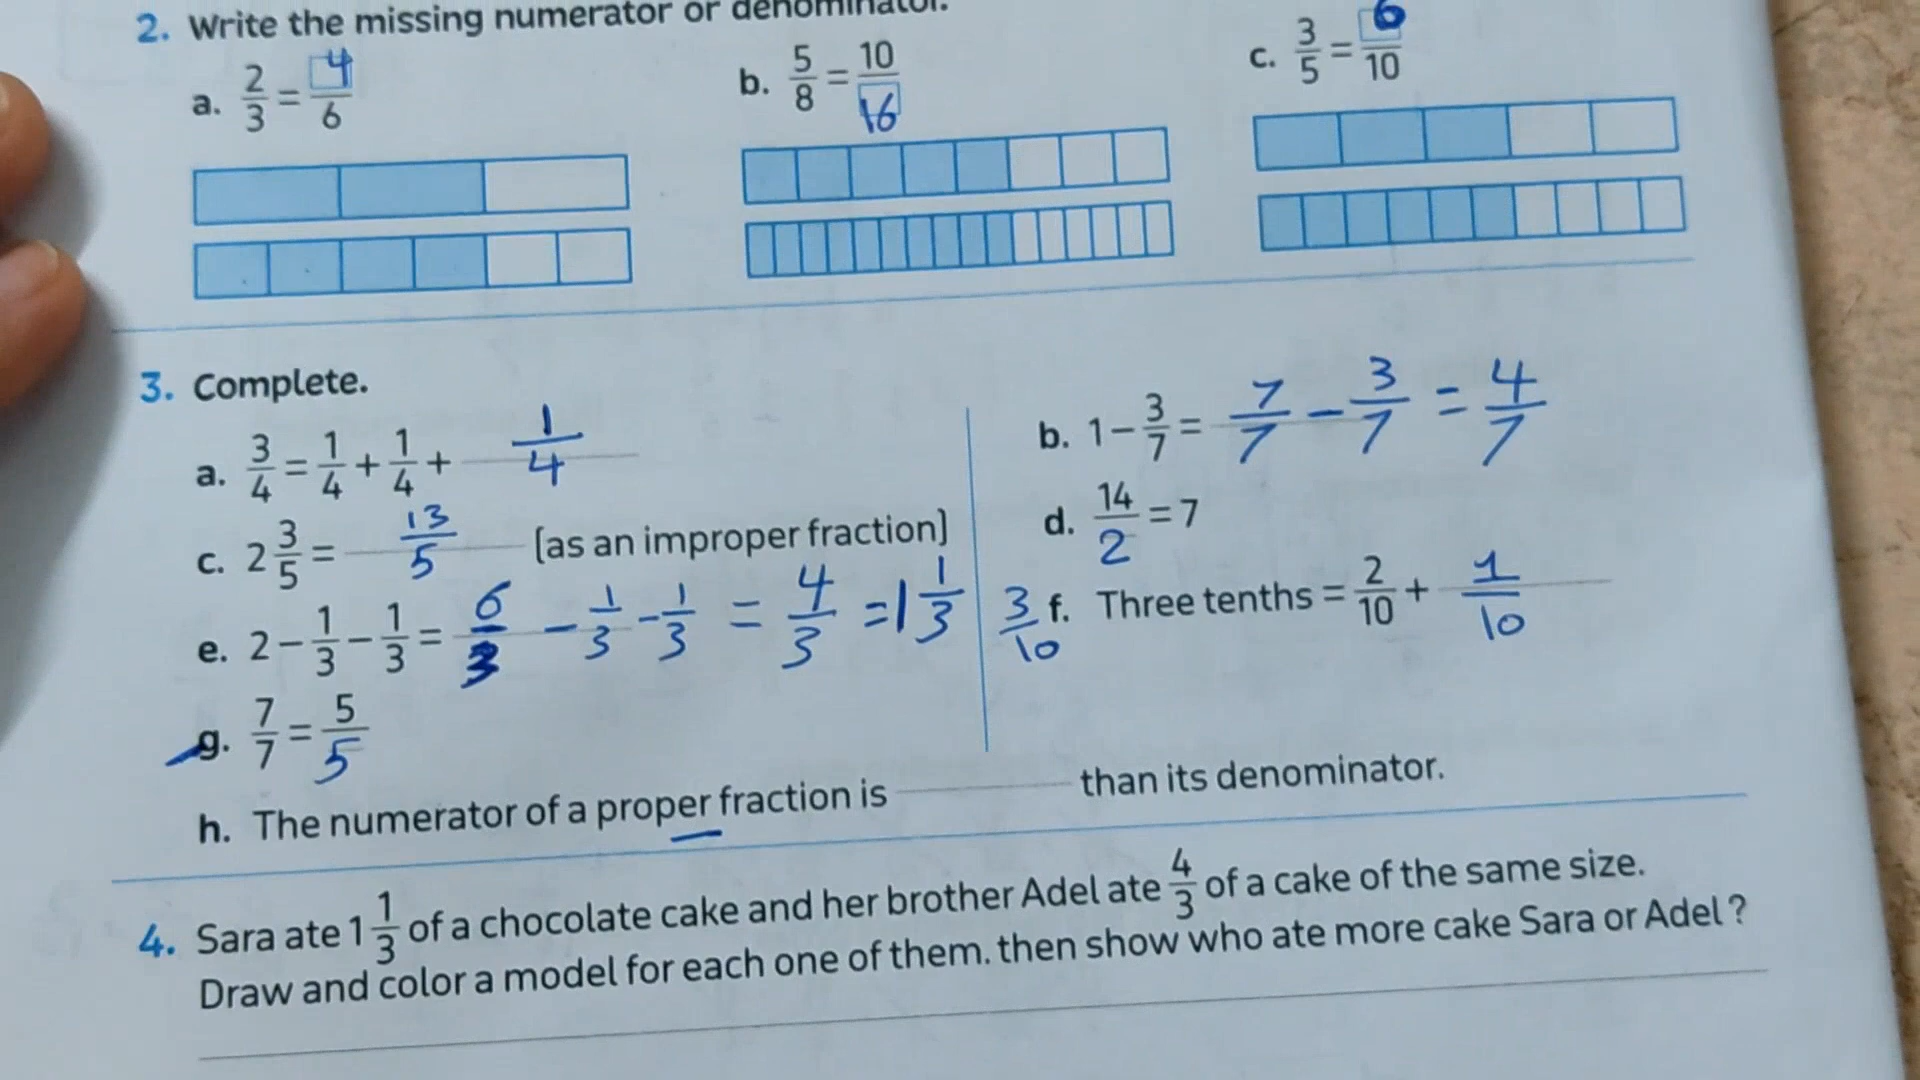 2. Write the missing numerator or denominator.
a. 2/3 = 4/6
b. 5/8 = 10/16
c. 3/5 = 6/10
3. Complete.
a. 3/4 = 1/4 + 1/4 + 1/4
b. 1 - 3/7 = 7/7 - 3/7 = 4/7
c. 2 3/5 = 13/5 (as an improper fraction)
d. 14/2 = 7
e. 2 - 1/3 - 1/3 = 6/3 - 1/3 - 1/3 = 4/3 = 1 1/3
3/10 f. Three tenths = 2/10 + 1/10
g. 7/7 = 5/5
h. The numerator of a proper fraction is than its denominator.
4. Sara ate 1 1/3 of a chocolate cake and her brother Adel ate 4/3 of a cake of the same size.
Draw and color a model for each one of them. then show who ate more cake Sara or Adel ?